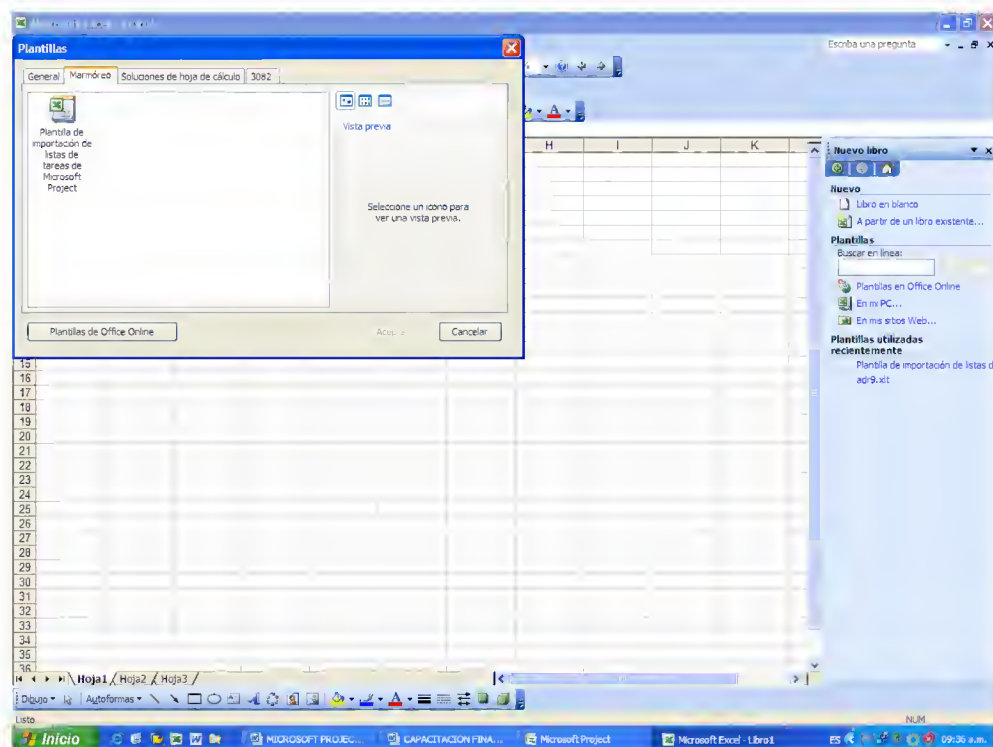 Plantillas
General
Marmóreo
Soluciones de hoja de cálculo
3082
Plantilla de
importación de
listas de
tareas de
Microsoft
Project
Vista previa
Seleccione un icono para
ver una vista previa.
Plantillas de Office Online
Cancelar
Escriba una pregunta
H I J K
Nuevo libro
Nuevo
Libro en blanco
A partir de un libro existente...
Plantillas
Buscar en línea:
Plantillas en Office Online
En mi PC...
En mis sitios Web...
Plantillas utilizadas
recientemente
Plantilla de importación de listas d
adr9.xlt
15
16
17
18
19
20
21
22
23
24
25
26
27
28
29
30
31
32
33
34
35
36
Hoja1 / Hoja2 / Hoja3 /
Dibujo
Autoformas
Listo
NUM
Inicio
MICROSOFT PROJEC...
CAPACITACION FINA...
Microsoft Project
Microsoft Excel - Libro1
ES
09:36 a.m.